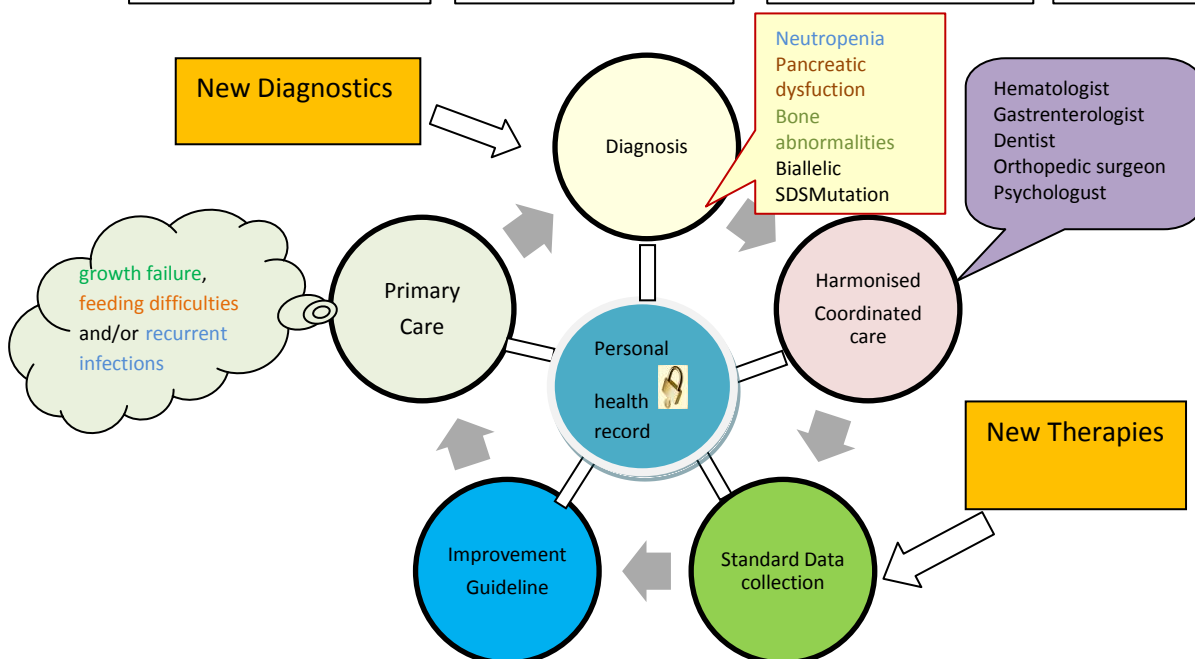 New Diagnostics
Diagnosis
Neutropenia
Pancreatic
dysfuction
Bone
abnormalities
Biallelic
SDSMutation
Hematologist
Gastrenterologist
Dentist
Orthopedic surgeon
Psychologust
growth failure,
feeding difficulties
and/or recurrent
infections
Primary
Care
Personal
health
record
Harmonised
Coordinated
care
New Therapies
Improvement
Guideline
Standard Data
collection